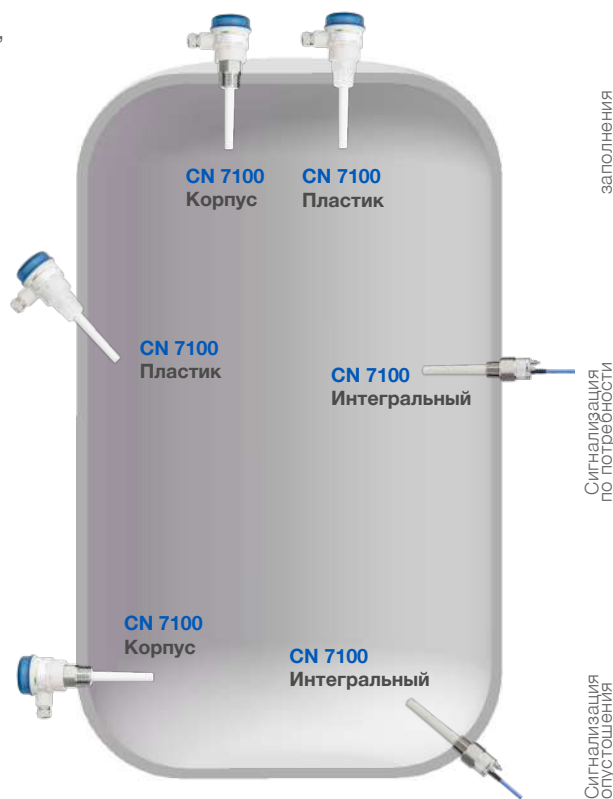 CN 7100
Корпус
CN 7100
Пластик
заполнения
CN 7100
Пластик
CN 7100
Интегральный
Сигнализация
по потребности
CN 7100
Корпус
CN 7100
Интегральный
Сигнализация
опустошения